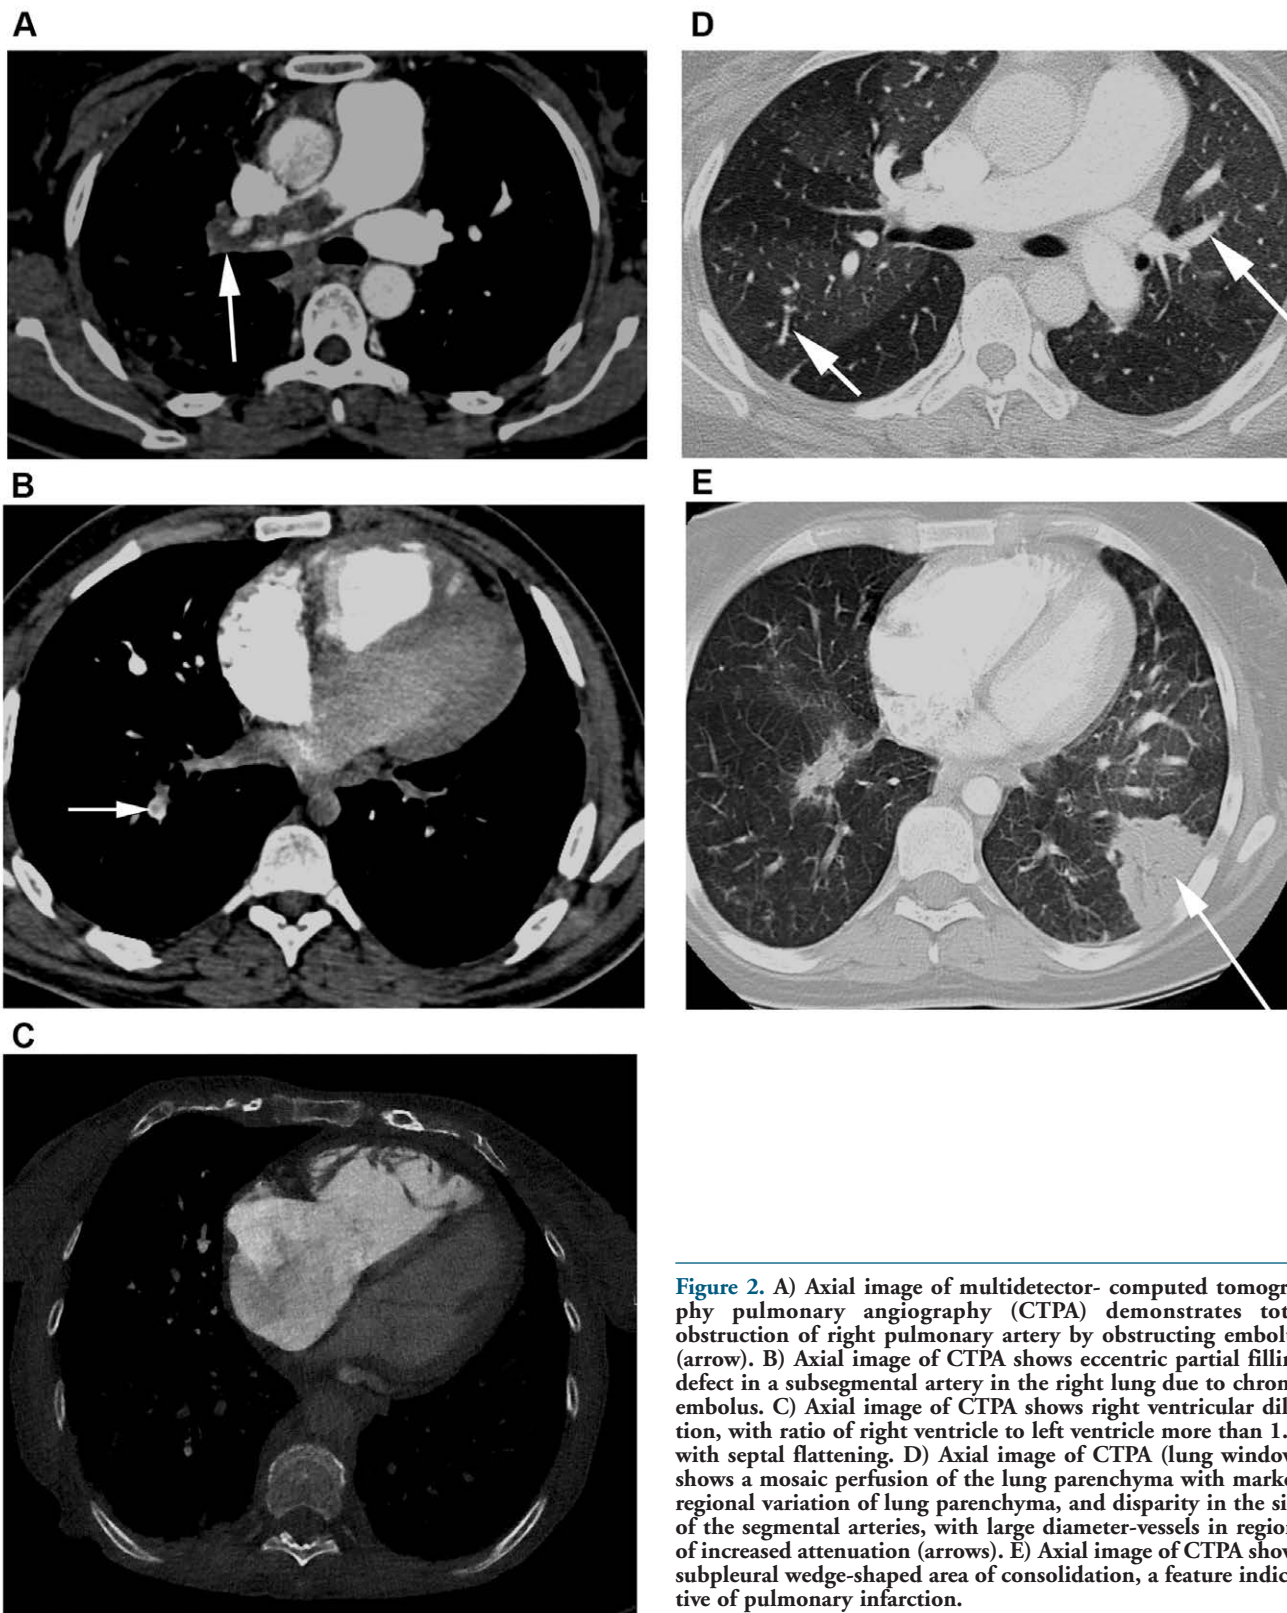 A
D
B
E
C
Figure 2. A) Axial image of multidetector- computed tomogr
phy pulmonary angiography (CTPA) demonstrates tot
obstruction of right pulmonary artery by obstructing embol
(arrow). B) Axial image of CTPA shows eccentric partial fillin
defect in a subsegmental artery in the right lung due to chron
embolus. C) Axial image of CTPA shows right ventricular dil
tion, with ratio of right ventricle to left ventricle more than 1.
with septal flattening. D) Axial image of CTPA (lung window
shows a mosaic perfusion of the lung parenchyma with marke
regional variation of lung parenchyma, and disparity in the si
of the segmental arteries, with large diameter-vessels in regio
of increased attenuation (arrows). E) Axial image of CTPA show
subpleural wedge-shaped area of consolidation, a feature indic
tive of pulmonary infarction.